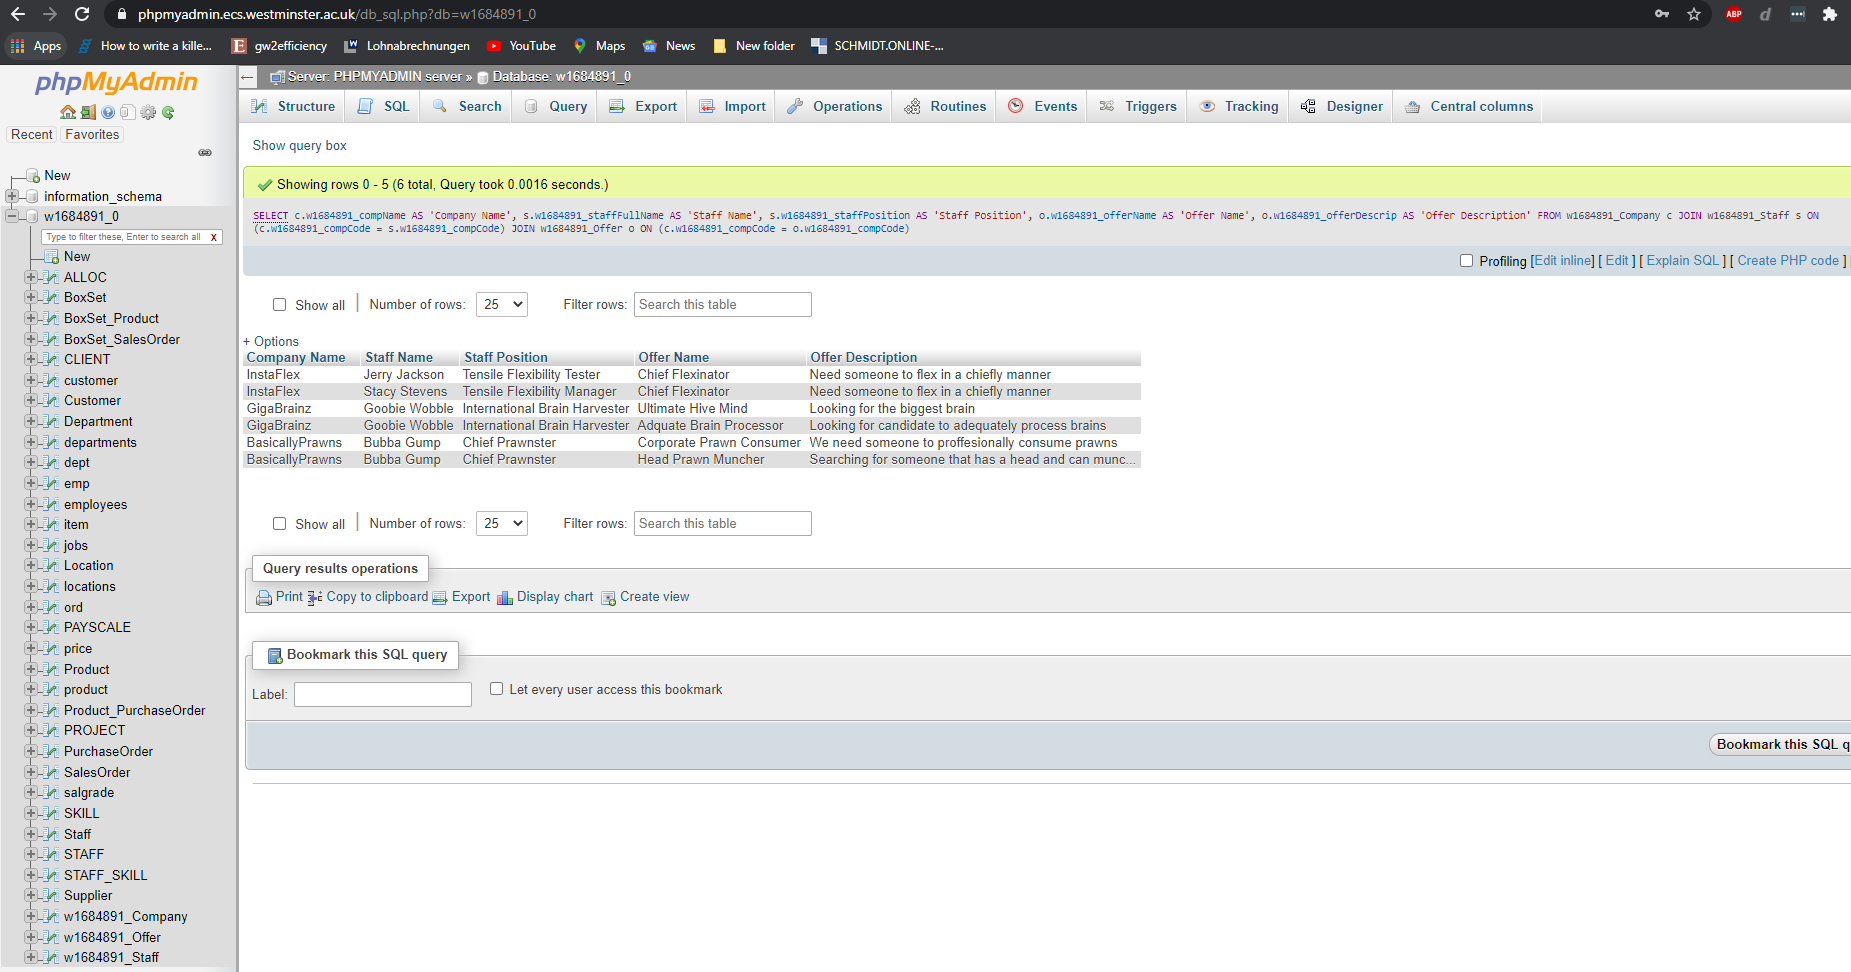 phpmyadmin.ecs.westminster.ac.uk/db_sql.php?db=w1684891_0
ABP
d
Apps
How to write a kille...
gw2efficiency
Lohnabrechnungen
YouTube
Maps
News
New folder
SCHMIDT.ONLINE-...
phpMyAdmin
Recent
Favorites
New
information_schema
w1684891_0
Type to filter these, Enter to search all X
New
ALLOC
BoxSet
BoxSet_Product
BoxSet_SalesOrder
CLIENT
customer
Customer
Department
departments
dept
emp
employees
item
jobs
Location
locations
ord
PAYSCALE
price
Product
product
Product_PurchaseOrder
PROJECT
PurchaseOrder
SalesOrder
salgrade
SKILL
Staff
STAFF
STAFF_SKILL
Supplier
w1684891_Company
w1684891_Offer
w1684891_Staff
Server: PHPMYADMIN server » Database: w1684891_0
Structure SQL Search Query Export Import Operations Routines Events Triggers Tracking Designer Central columns
Show query box
Showing rows 0 - 5 (6 total, Query took 0.0016 seconds.)
SELECT c.w1684891_compName AS 'Company Name', s.w1684891_staffFullName AS 'Staff Name', s.w1684891_staffPosition AS 'Staff Position', o.w1684891_offerName AS 'Offer Name', o.w1684891_offerDescrip AS 'Offer Description' FROM w1684891_Company c JOIN w1684891_Staff s ON
(c.w1684891_compCode = s.w1684891_compCode) JOIN w1684891_Offer o ON (c.w1684891_compCode = o.w1684891_compCode)
Profiling [Edit inline] [ Edit ] [ Explain SQL ] [ Create PHP code ]
Show all Number of rows: 25 Filter rows: Search this table
+ Options
Company Name Staff Name Staff Position Offer Name Offer Description
InstaFlex Jerry Jackson Tensile Flexibility Tester Chief Flexinator Need someone to flex in a chiefly manner
InstaFlex Stacy Stevens Tensile Flexibility Manager Chief Flexinator Need someone to flex in a chiefly manner
GigaBrainz Goobie Wobble International Brain Harvester Ultimate Hive Mind Looking for the biggest brain
GigaBrainz Goobie Wobble International Brain Harvester Adquate Brain Processor Looking for candidate to adequately process brains
BasicallyPrawns Bubba Gump Chief Prawnster Corporate Prawn Consumer We need someone to proffesionally consume prawns
BasicallyPrawns Bubba Gump Chief Prawnster Head Prawn Muncher Searching for someone that has a head and can munc...
Show all Number of rows: 25 Filter rows: Search this table
Query results operations
Print Copy to clipboard Export Display chart Create view
Bookmark this SQL query
Label: Let every user access this bookmark
Bookmark this SQL q